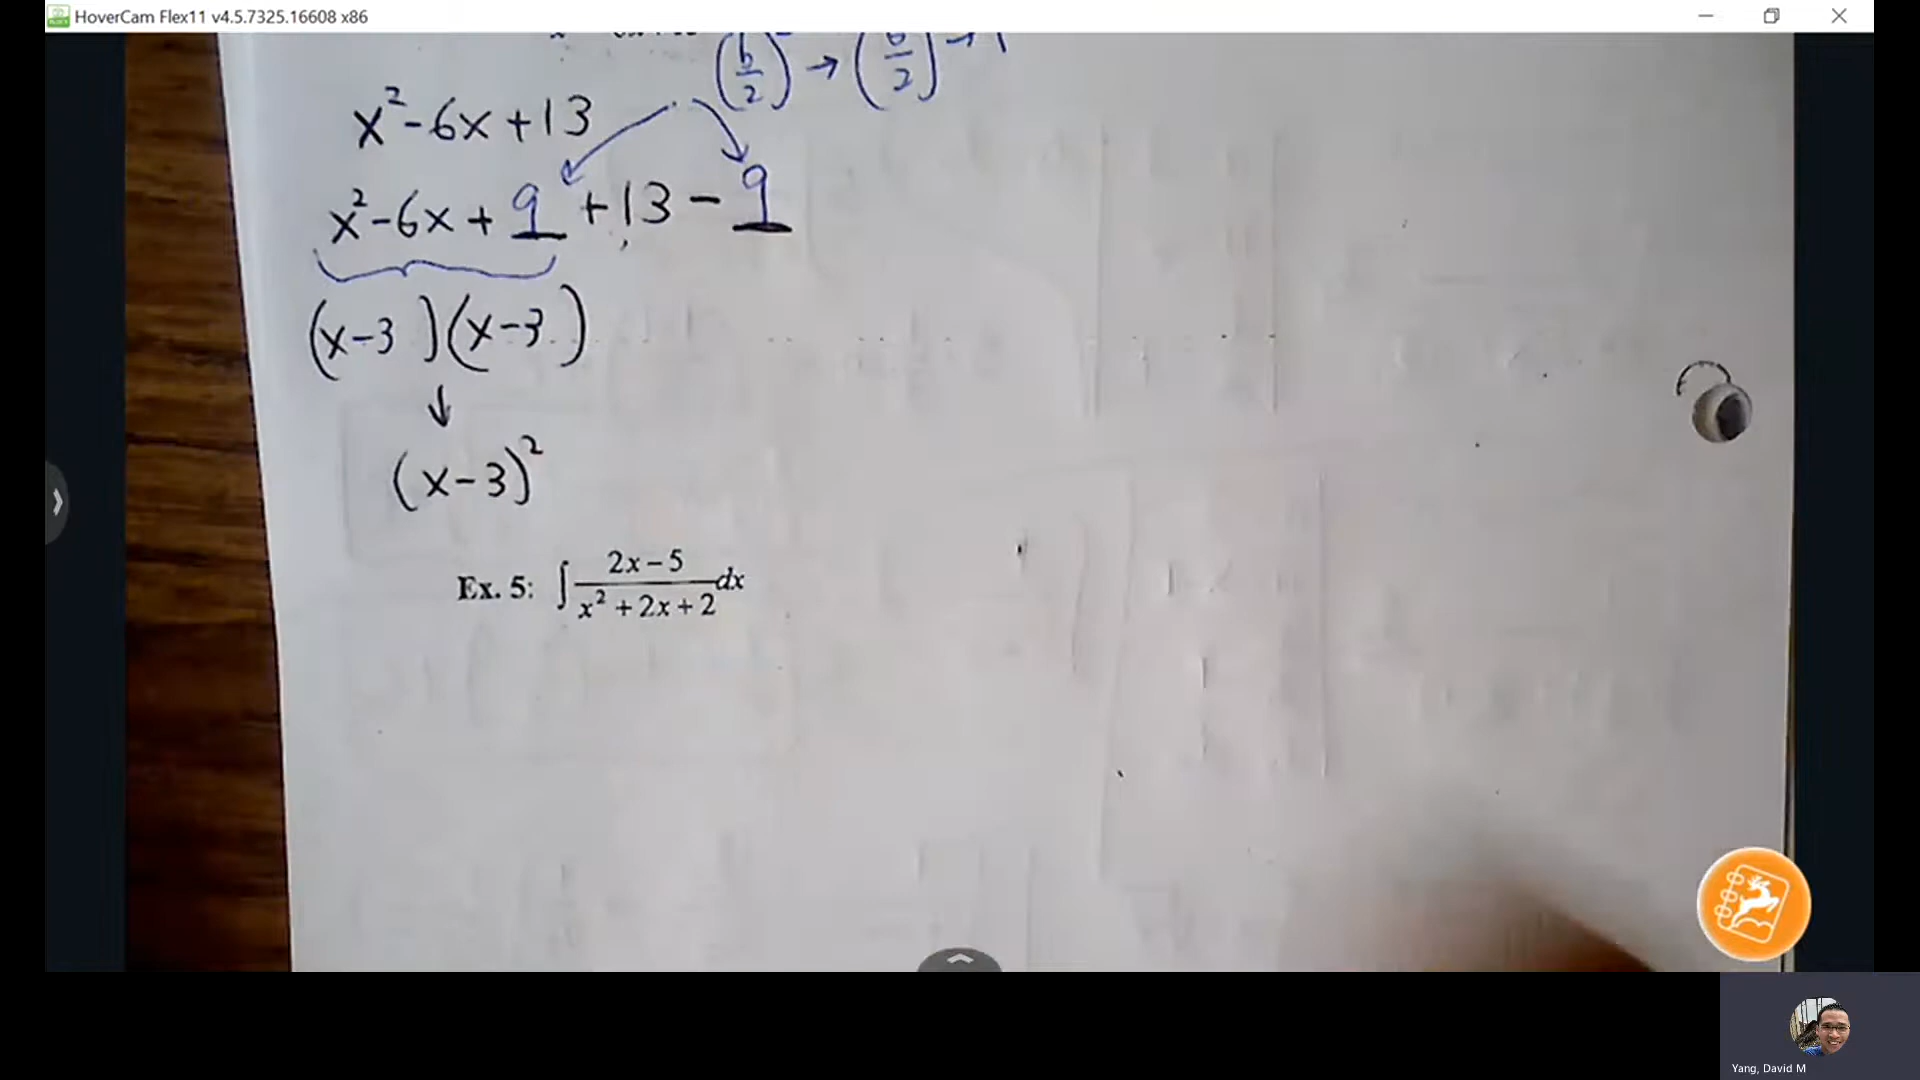 HoverCam Flex11 v4.5.7325.16608 x86
(b/2)² → (6/2) →
x²-6x+13
x²-6x+9+13-9
(x-3)(x-3)
↓
(x-3)²
Ex. 5: ∫ (2x-5)/(x²+2x+2) dx
Yang, David M